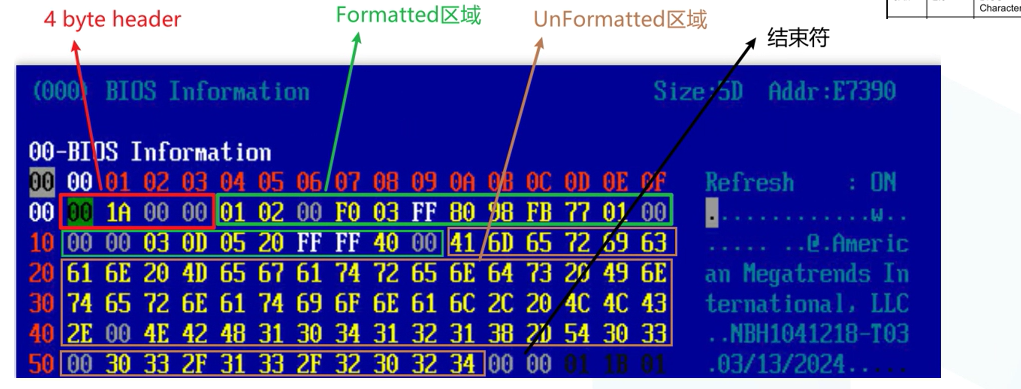 Character
4 byte header
Formatted区域
UnFormatted区域
结束符
(000) BIOS Information Size:5D Addr:E7390
00-BIOS Information
00 00 01 02 03 04 05 06 07 08 09 0A 0B 0C 0D 0E 0F Refresh : ON
00 00 1A 00 00 01 02 00 F0 03 FF 80 98 FB 77 01 00 .............w..
10 00 00 03 0D 05 20 FF FF 40 00 41 6D 65 72 69 63 ..... ..@.Americ
20 61 6E 20 4D 65 67 61 74 72 65 6E 64 73 20 49 6E an Megatrends In
30 74 65 72 6E 61 74 69 6F 6E 61 6C 2C 20 4C 4C 43 ternational, LLC
40 2E 00 4E 42 48 31 30 34 31 32 31 38 2D 54 30 33 ..NBH1041218-T03
50 00 30 33 2F 31 33 2F 32 30 32 34 00 00 01 1B 01 .03/13/2024.....